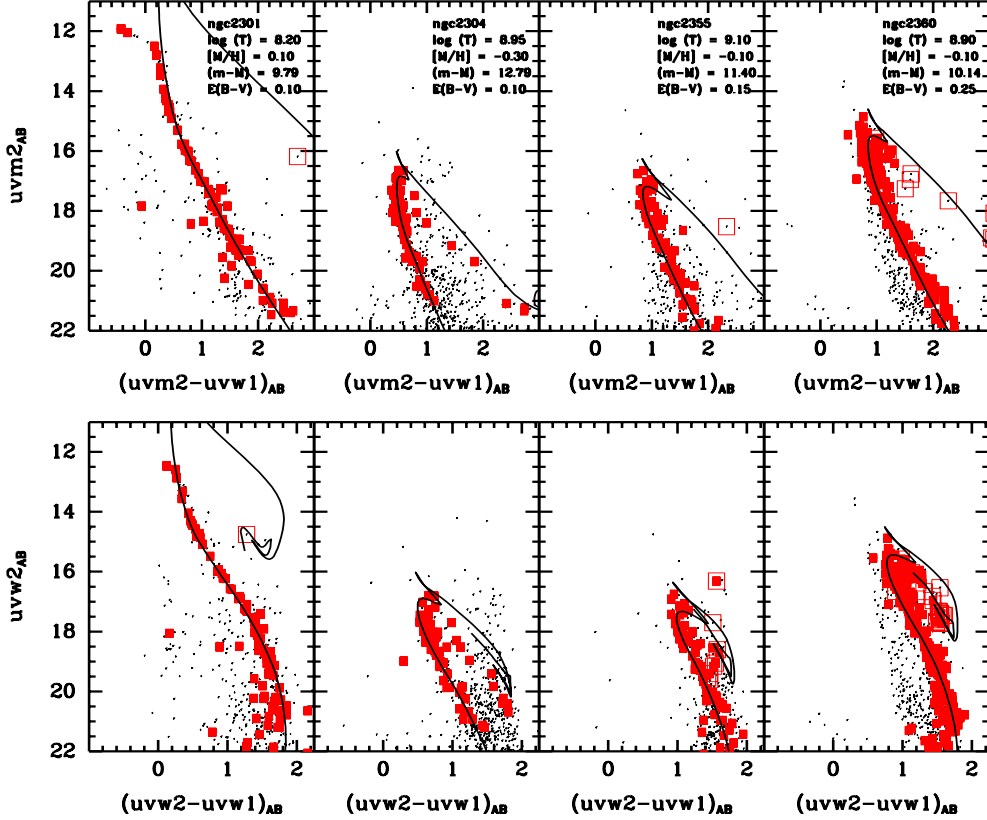 ngc2301
log (T) = 8.20
[M/H] = 0.10
(m-M) = 9.79
E(B-V) = 0.10
ngc2304
log (T) = 8.95
[M/H] = -0.30
(m-M) = 12.79
E(B-V) = 0.10
ngc2355
log (T) = 9.10
[M/H] = -0.10
(m-M) = 11.40
E(B-V) = 0.15
ngc2360
log (T) = 8.90
[M/H] = -0.10
(m-M) = 10.14
E(B-V) = 0.25
12
14
16
18
20
22
uvm2AB
0 1 2 0 1 2 0 1 2 0 1 2
(uvm2-uvw1)AB (uvm2-uvw1)AB (uvm2-uvw1)AB (uvm2-uvw1)AB
12
14
16
18
20
22
uvw2AB
0 1 2 0 1 2 0 1 2 0 1 2
(uvw2-uvw1)AB (uvw2-uvw1)AB (uvw2-uvw1)AB (uvw2-uvw1)AB